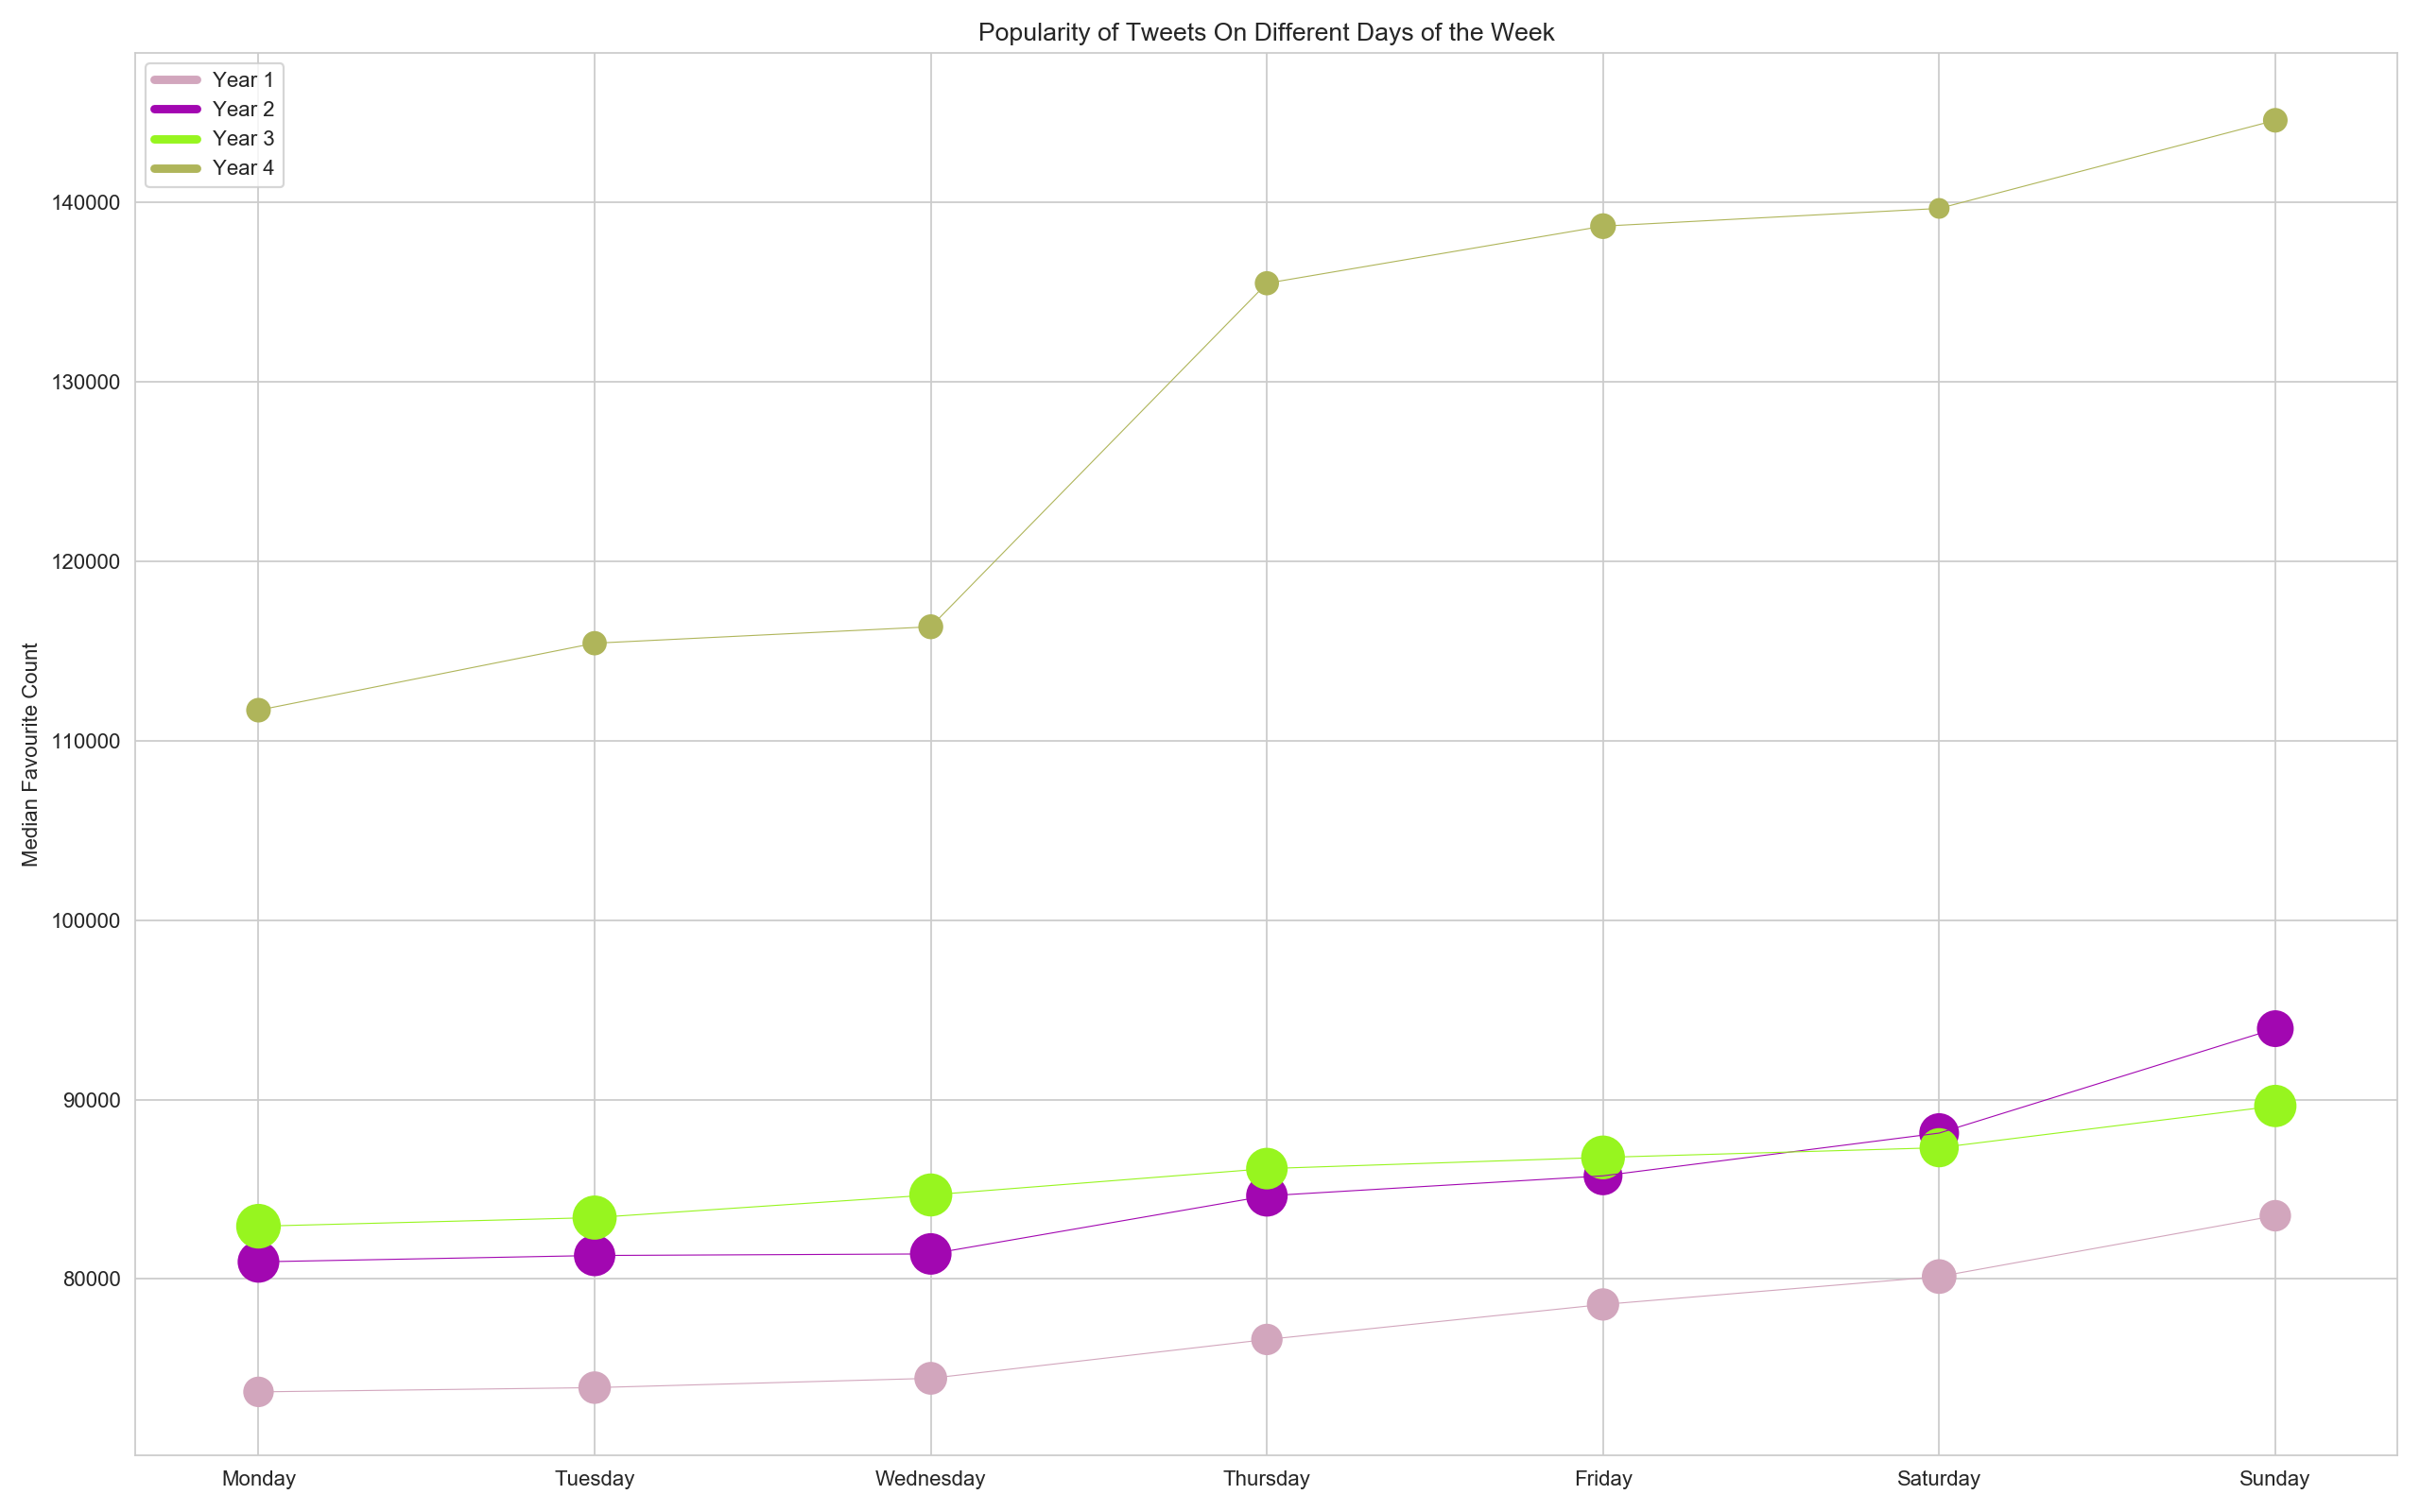 Popularity of Tweets On Different Days of the Week
Year 1
Year 2
Year 3
Year 4
140000
130000
120000
110000
100000
90000
80000
Median Favourite Count
Monday
Tuesday
Wednesday
Thursday
Friday
Saturday
Sunday